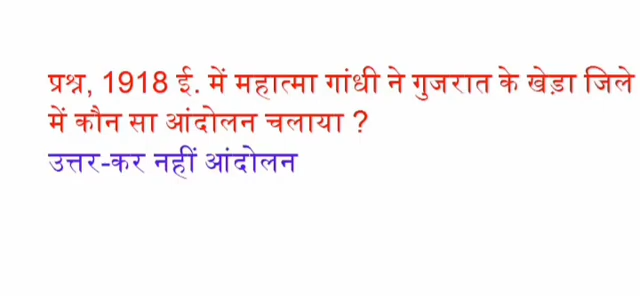 प्रश्न, 1918 ई. में महात्मा गांधी ने गुजरात के खेड़ा जिले
में कौन सा आंदोलन चलाया ?
उत्तर-कर नहीं आंदोलन